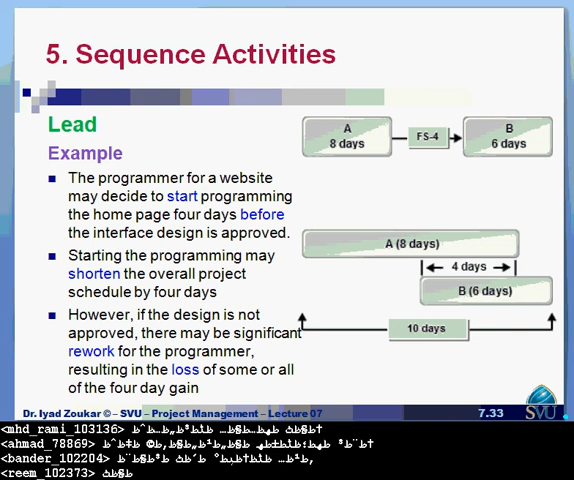 5. Sequence Activities
Lead
Example
The programmer for a website
may decide to start programming
the home page four days before
the interface design is approved.
Starting the programming may
shorten the overall project
schedule by four days
However, if the design is not
approved, there may be significant
rework for the programmer,
resulting in the loss of some or all
of the four day gain
A
8 days
FS-4
B
6 days
A (8 days)
4 days
B (6 days)
10 days
Dr. Iyad Zoukar © – SVU – Project Management – Lecture 07
7.33
SVU
<mhd_rami_103136>
<ahmad_78869>
<bander_102204>
<reem_102373>